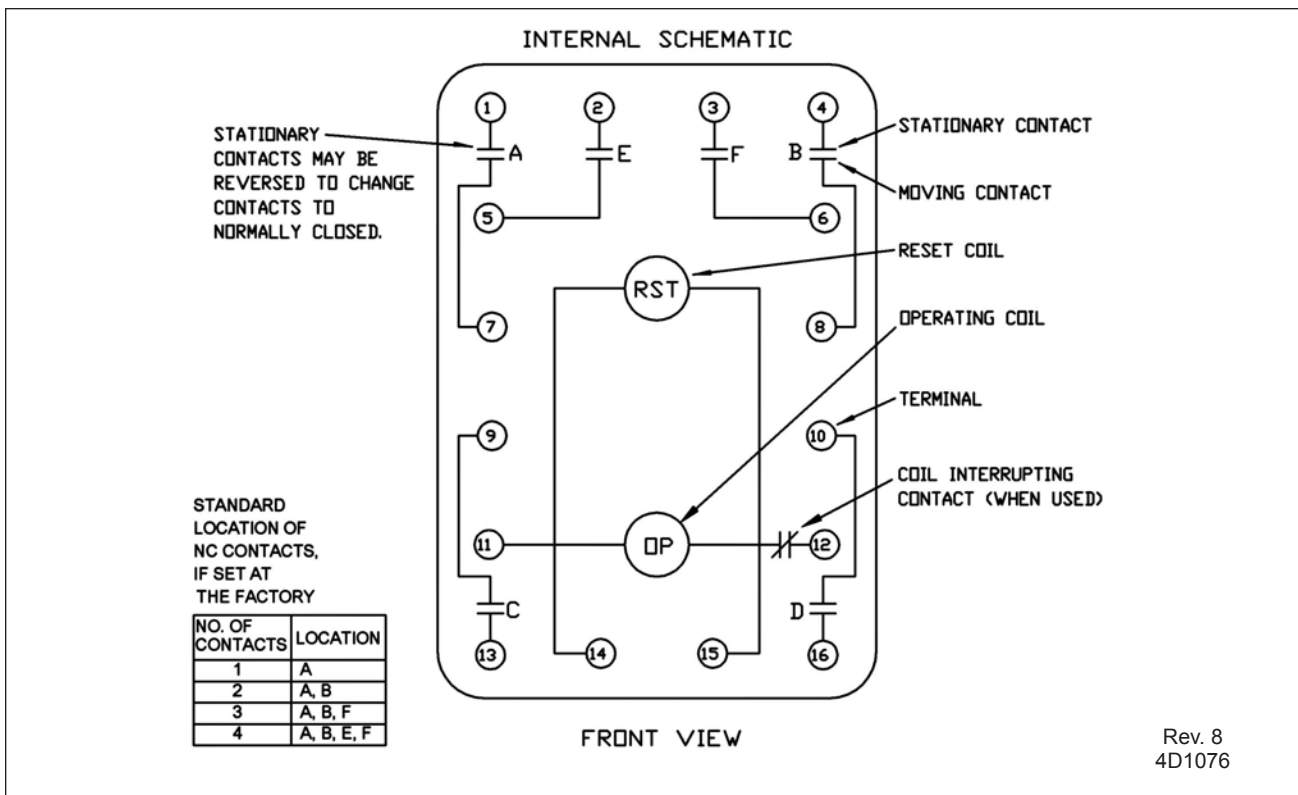 INTERNAL SCHEMATIC
1
2
3
4
STATIONARY
CONTACTS MAY BE
REVERSED TO CHANGE
CONTACTS TO
NORMALLY CLOSED.
A
E
F
B
STATIONARY CONTACT
MOVING CONTACT
5
6
RESET COIL
RST
7
8
OPERATING COIL
TERMINAL
9
10
COIL INTERRUPTING
CONTACT (WHEN USED)
11
OP
12
C
D
13
14
15
16
STANDARD
LOCATION OF
NC CONTACTS,
IF SET AT
THE FACTORY
NO. OF
CONTACTS
LOCATION
1 A
2 A, B
3 A, B, F
4 A, B, E, F
FRONT VIEW
Rev. 8
4D1076